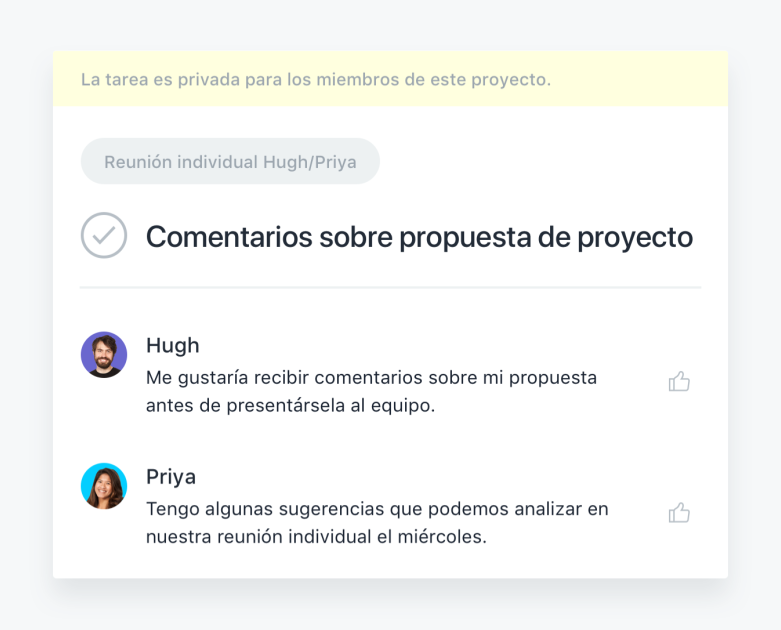 La tarea es privada para los miembros de este proyecto.
Reunión individual Hugh/Priya
Comentarios sobre propuesta de proyecto
Hugh
Me gustaría recibir comentarios sobre mi propuesta
antes de presentársela al equipo.
Priya
Tengo algunas sugerencias que podemos analizar en
nuestra reunión individual el miércoles.